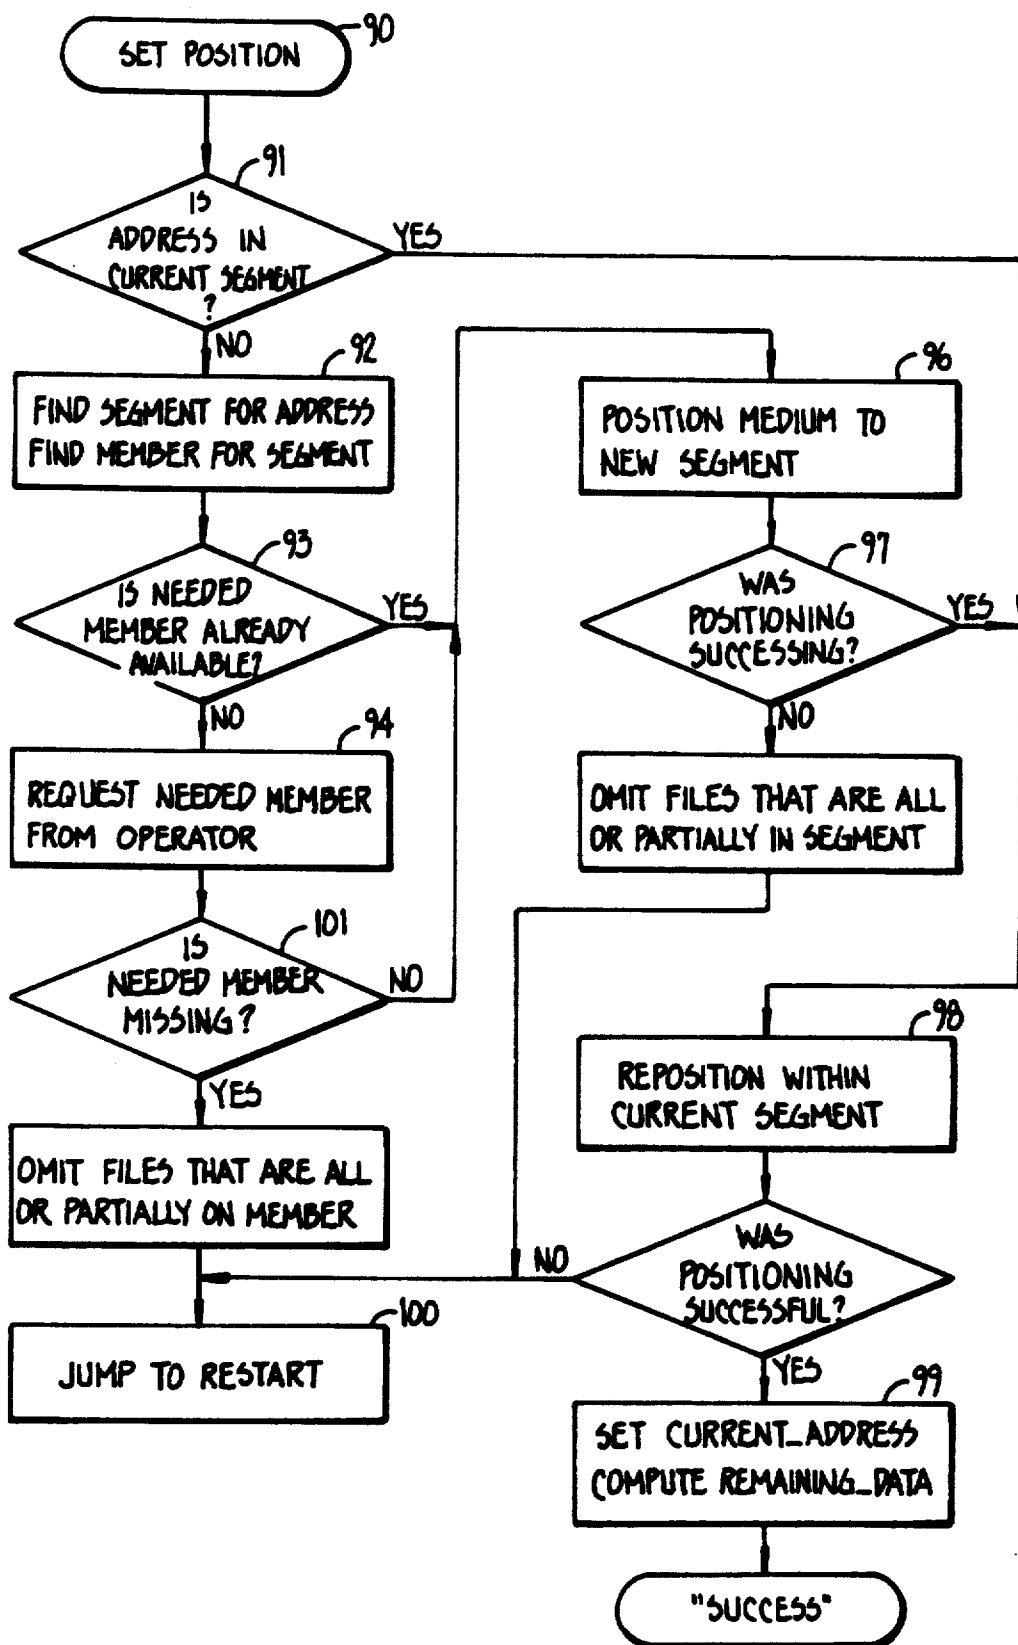 90
SET POSITION
91
IS
ADDRESS IN
CURRENT SEGMENT
?
YES
NO
92
FIND SEGMENT FOR ADDRESS
FIND MEMBER FOR SEGMENT
93
IS NEEDED
MEMBER ALREADY
AVAILABLE?
YES
NO
94
REQUEST NEEDED MEMBER
FROM OPERATOR
101
IS
NEEDED MEMBER
MISSING?
NO
YES
OMIT FILES THAT ARE ALL
OR PARTIALLY ON MEMBER
100
JUMP TO RESTART
96
POSITION MEDIUM TO
NEW SEGMENT
97
WAS
POSITIONING
SUCCESSING?
YES
NO
OMIT FILES THAT ARE ALL
OR PARTIALLY IN SEGMENT
98
REPOSITION WITHIN
CURRENT SEGMENT
WAS
POSITIONING
SUCCESSFUL?
NO
YES
99
SET CURRENT_ADDRESS
COMPUTE REMAINING_DATA
"SUCCESS"